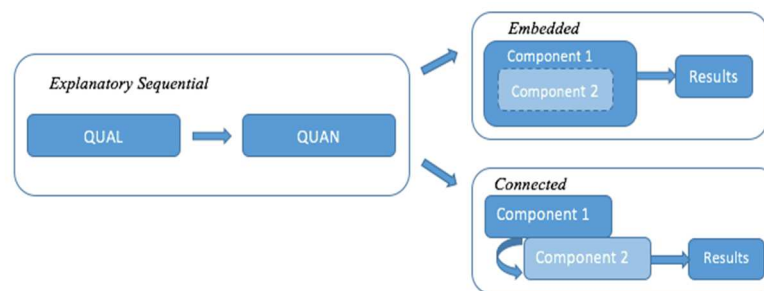 Explanatory Sequential
QUAL
QUAN
Embedded
Component 1
Component 2
Results
Connected
Component 1
Component 2
Results